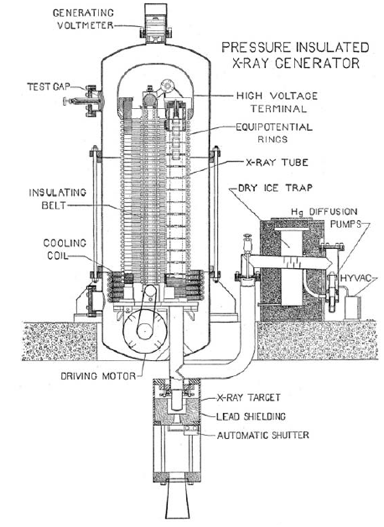 GENERATING
VOLTMETER
PRESSURE INSULATED
X-RAY GENERATOR
TEST GAP
HIGH VOLTAGE
TERMINAL
EQUIPOTENTIAL
RINGS
X-RAY TUBE
DRY ICE TRAP
INSULATING
BELT
Hg DIFFUSION
PUMPS
COOLING
COIL
HYVAC
DRIVING MOTOR
X-RAY TARGET
LEAD SHIELDING
AUTOMATIC SHUTTER